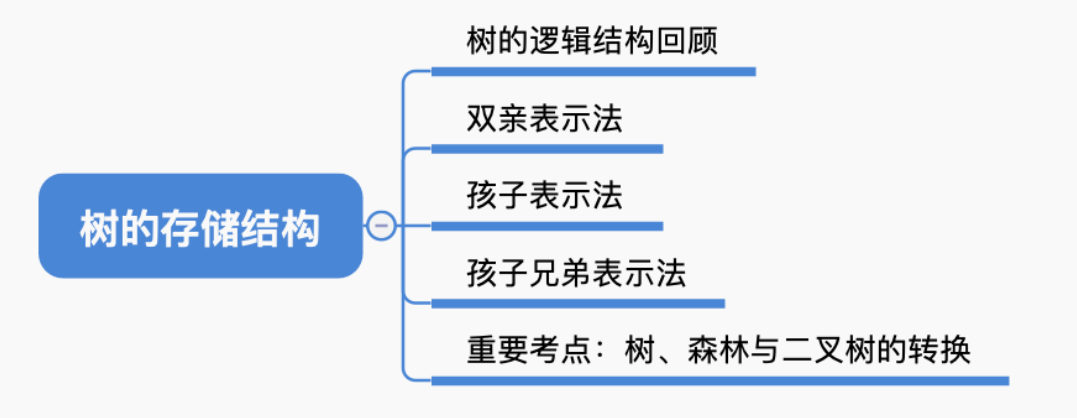 树的存储结构
树的逻辑结构回顾
双亲表示法
孩子表示法
孩子兄弟表示法
重要考点：树、森林与二叉树的转换